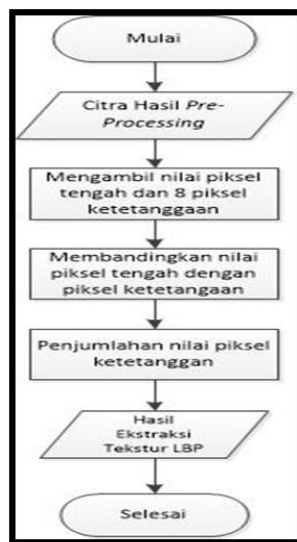 Mulai
Citra Hasil Pre-
Processing
Mengambil nilai piksel
tengah dan 8 piksel
ketetanggaan
Membandingkan nilai
piksel tengah dengan
piksel ketetangaan
Penjumlahan nilai piksel
ketetanggan
Hasil
Ekstraksi
Tekstur LBP
Selesai